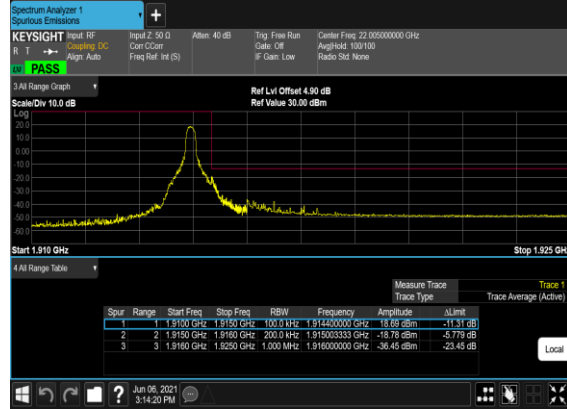 Spectrum Analyzer 1
Spurious Emissions
KEYSIGHT Input: RF Input Z: 50 Ω Atten: 40 dB Trig: Free Run Center Freq: 22.005000000 GHz
R T Coupling: DC Corr CCorr Gate: Off Avg|Hold: 100/100
Align: Auto Freq Ref: Int (S) IF Gain: Low Radio Std: None
PASS
3 All Range Graph Ref Lvl Offset 4.90 dB
Scale/Div 10.0 dB Ref Value 30.00 dBm
Log
20.0
10.0
0.00
-10.0
-20.0
-30.0
-40.0
-50.0
-60.0
Start 1.910 GHz Stop 1.925 GH
4 All Range Table
Measure Trace Trace 1
Trace Type Trace Average (Active)
Spur Range Start Freq Stop Freq RBW Frequency Amplitude ΔLimit
1 1 1.9100 GHz 1.9150 GHz 100.0 kHz 1.914400000 GHz 18.69 dBm -11.31 dB
2 2 1.9150 GHz 1.9160 GHz 200.0 kHz 1.915003333 GHz -18.78 dBm -5.779 dB
3 3 1.9160 GHz 1.9250 GHz 1.000 MHz 1.916000000 GHz -36.45 dBm -23.45 dB
Local
? Jun 06, 2021
3:14:20 PM